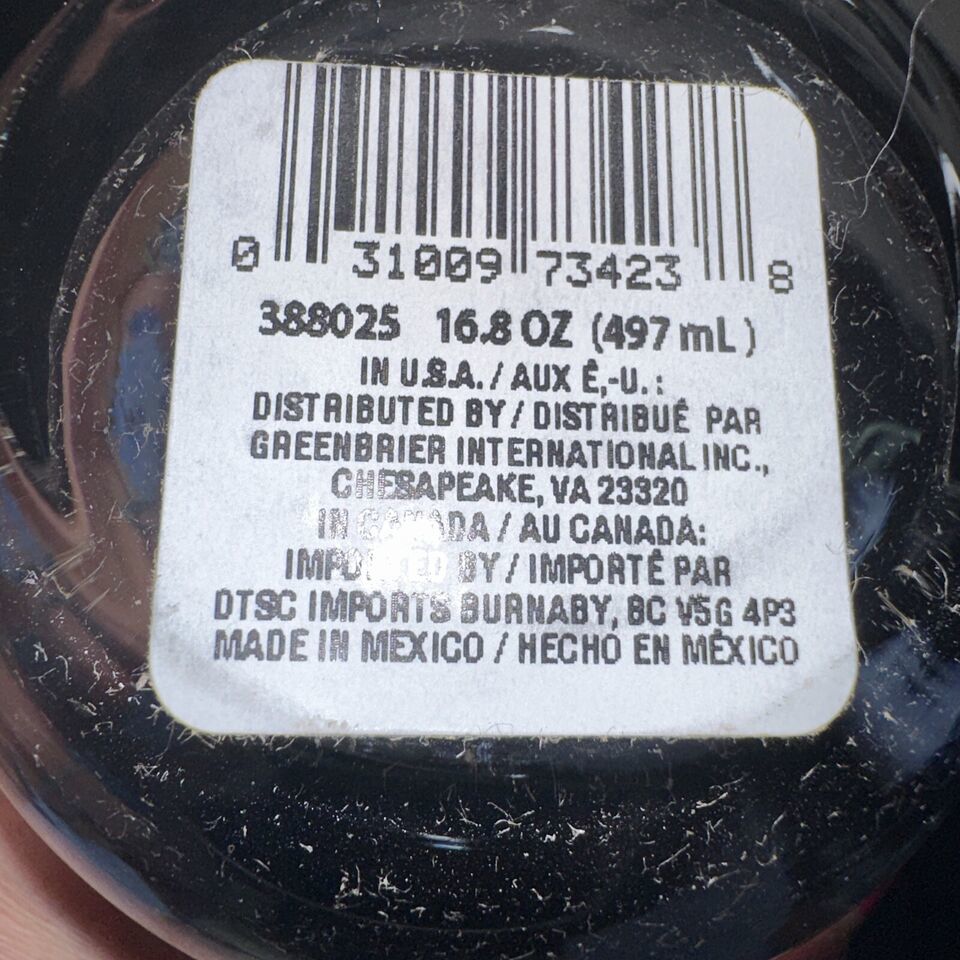 0 31009 73423 8
388025 16.8 OZ (497 mL)
IN U.S.A. / AUX É,-U. :
DISTRIBUTED BY / DISTRIBUÉ PAR
GREENBRIER INTERNATIONAL INC.,
CHESAPEAKE, VA 23320
IN CANADA / AU CANADA:
IMPORTED BY / IMPORTÉ PAR
DTSC IMPORTS BURNABY, BC V5G 4P3
MADE IN MEXICO / HECHO EN MÉXICO